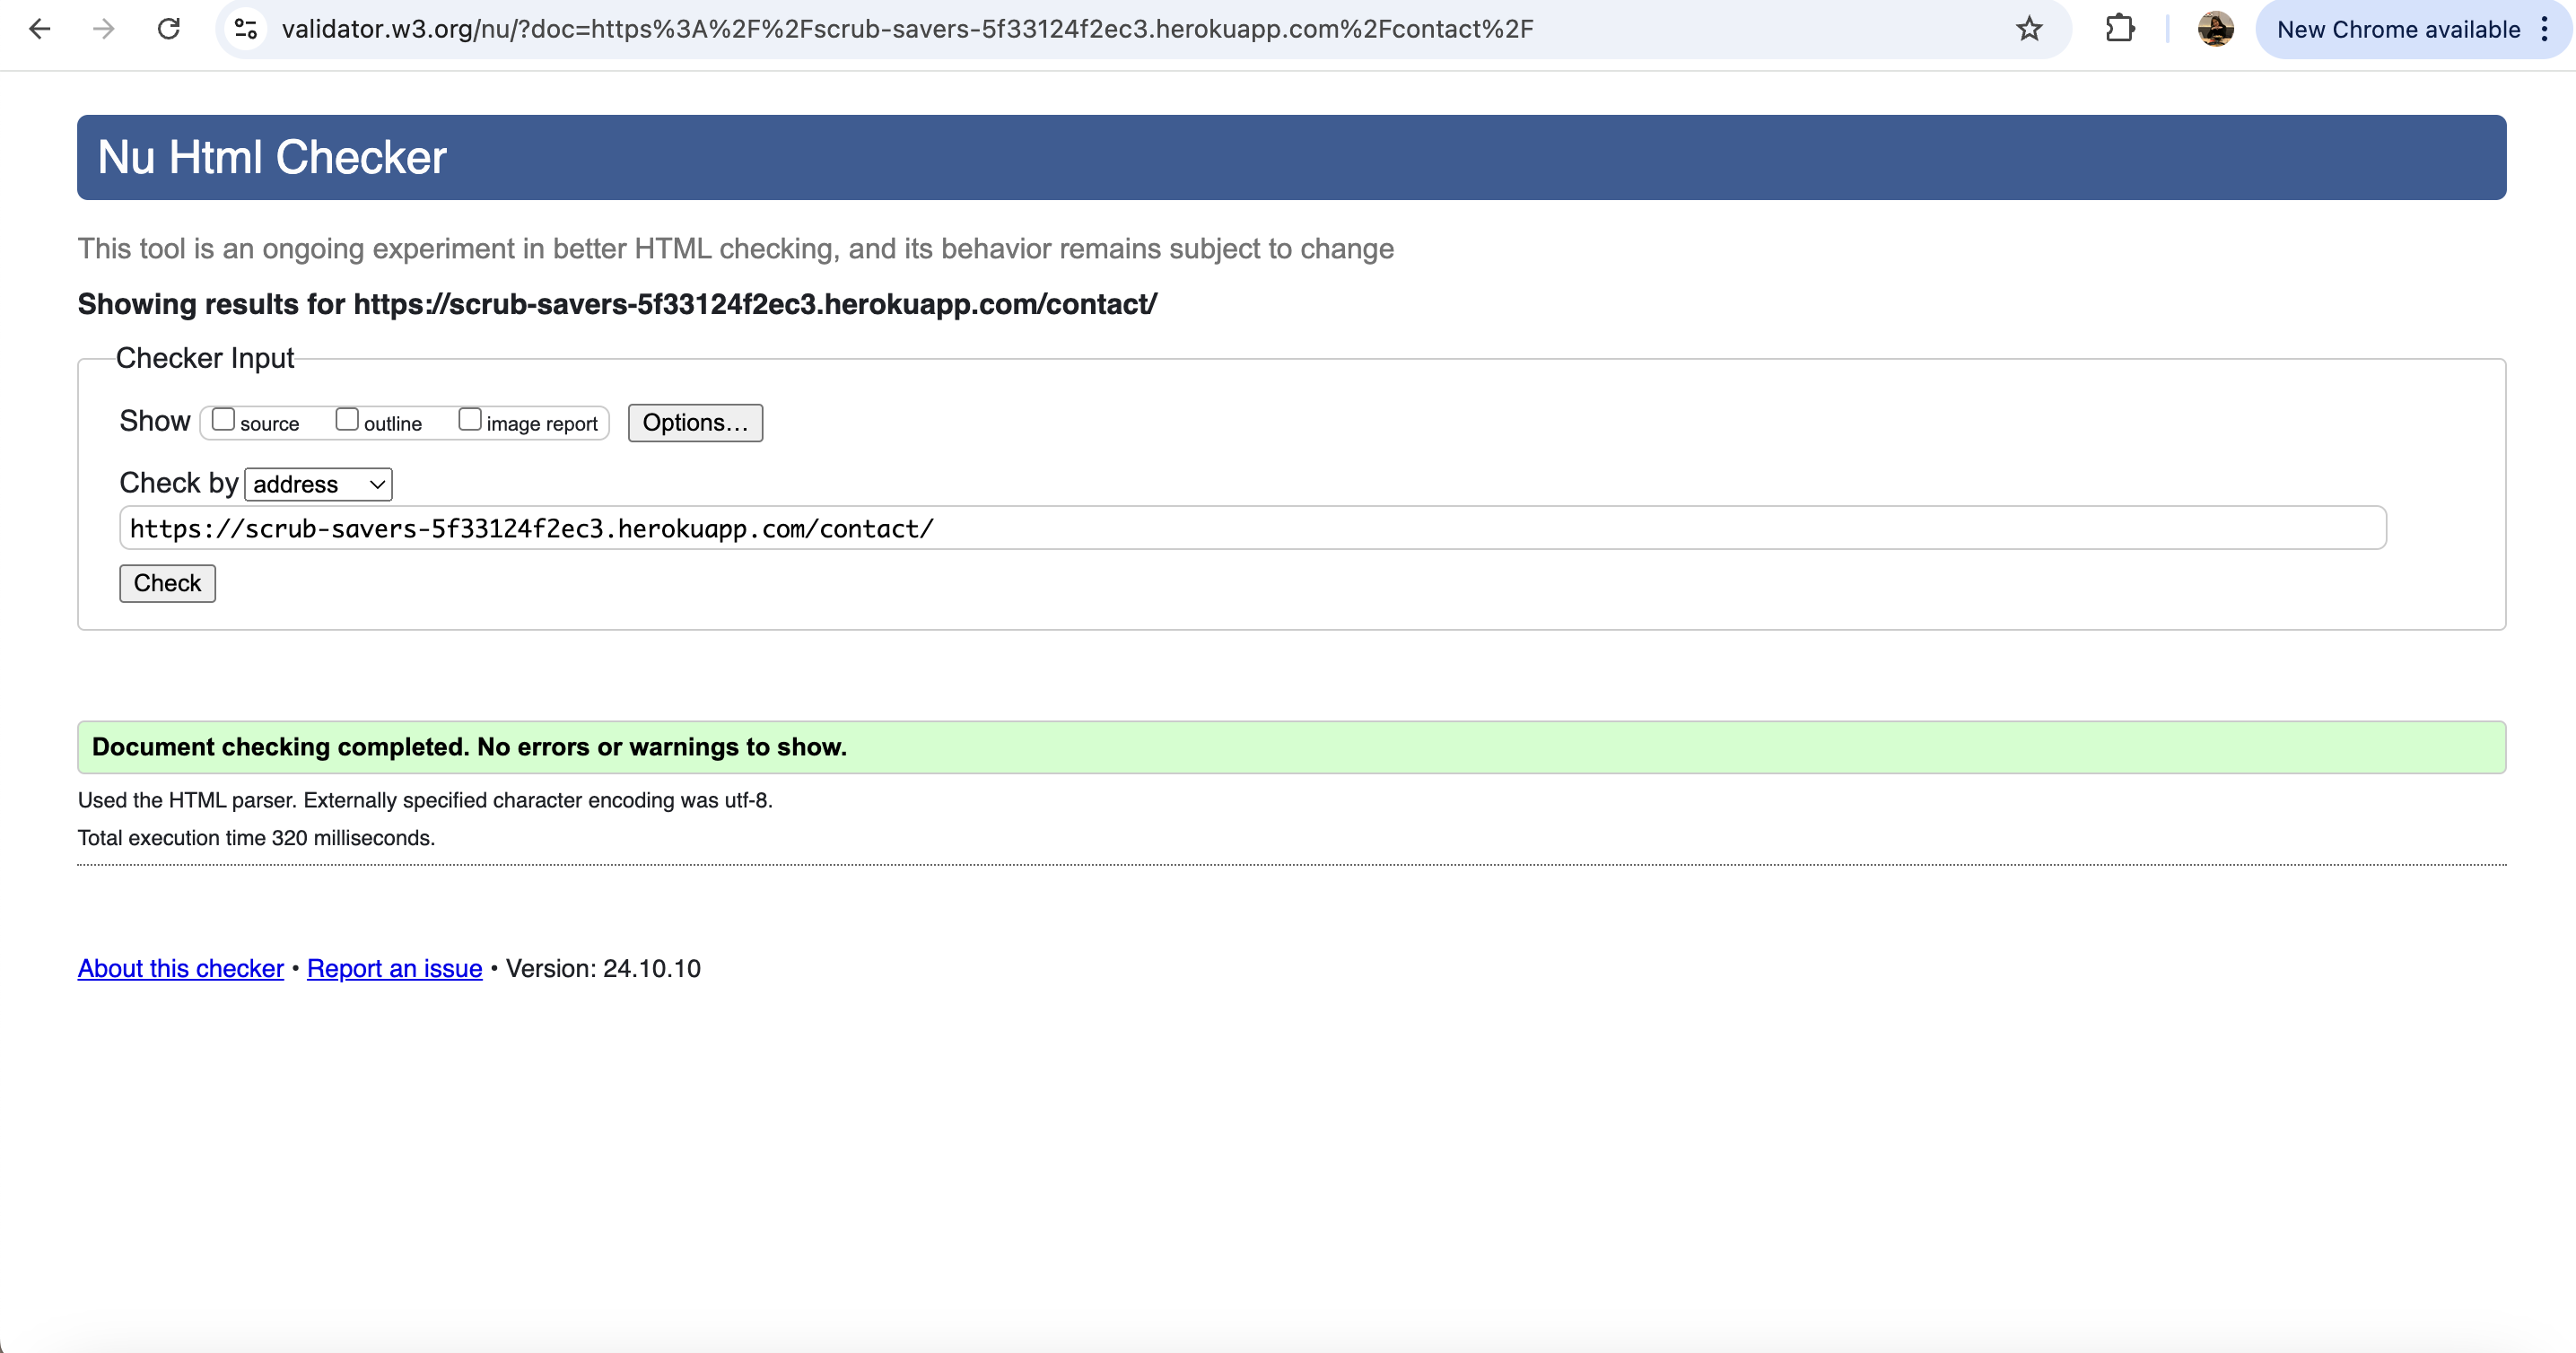 validator.w3.org/nu/?doc=https%3A%2F%2Fscrub-savers-5f33124f2ec3.herokuapp.com%2Fcontact%2F
New Chrome available
Nu Html Checker
This tool is an ongoing experiment in better HTML checking, and its behavior remains subject to change
Showing results for https://scrub-savers-5f33124f2ec3.herokuapp.com/contact/
Checker Input
Show source outline image report Options...
Check by address
https://scrub-savers-5f33124f2ec3.herokuapp.com/contact/
Check
Document checking completed. No errors or warnings to show.
Used the HTML parser. Externally specified character encoding was utf-8.
Total execution time 320 milliseconds.
About this checker • Report an issue • Version: 24.10.10